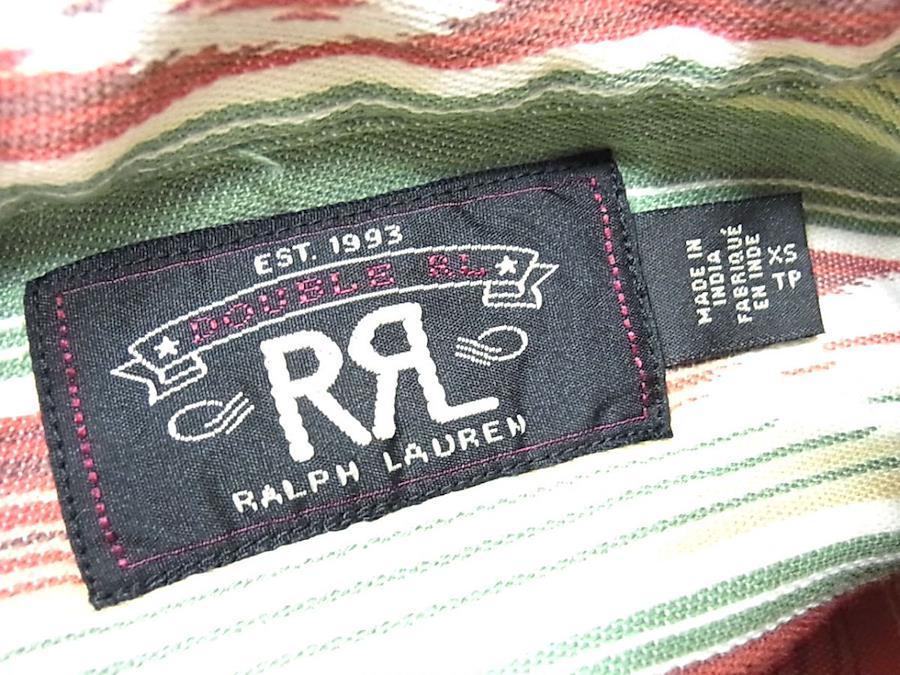 EST. 1993
DOUBLE RL
RRL
RALPH LAUREN
MADE IN
INDIA
FABRIQUÉ
EN INDE
XS
TP